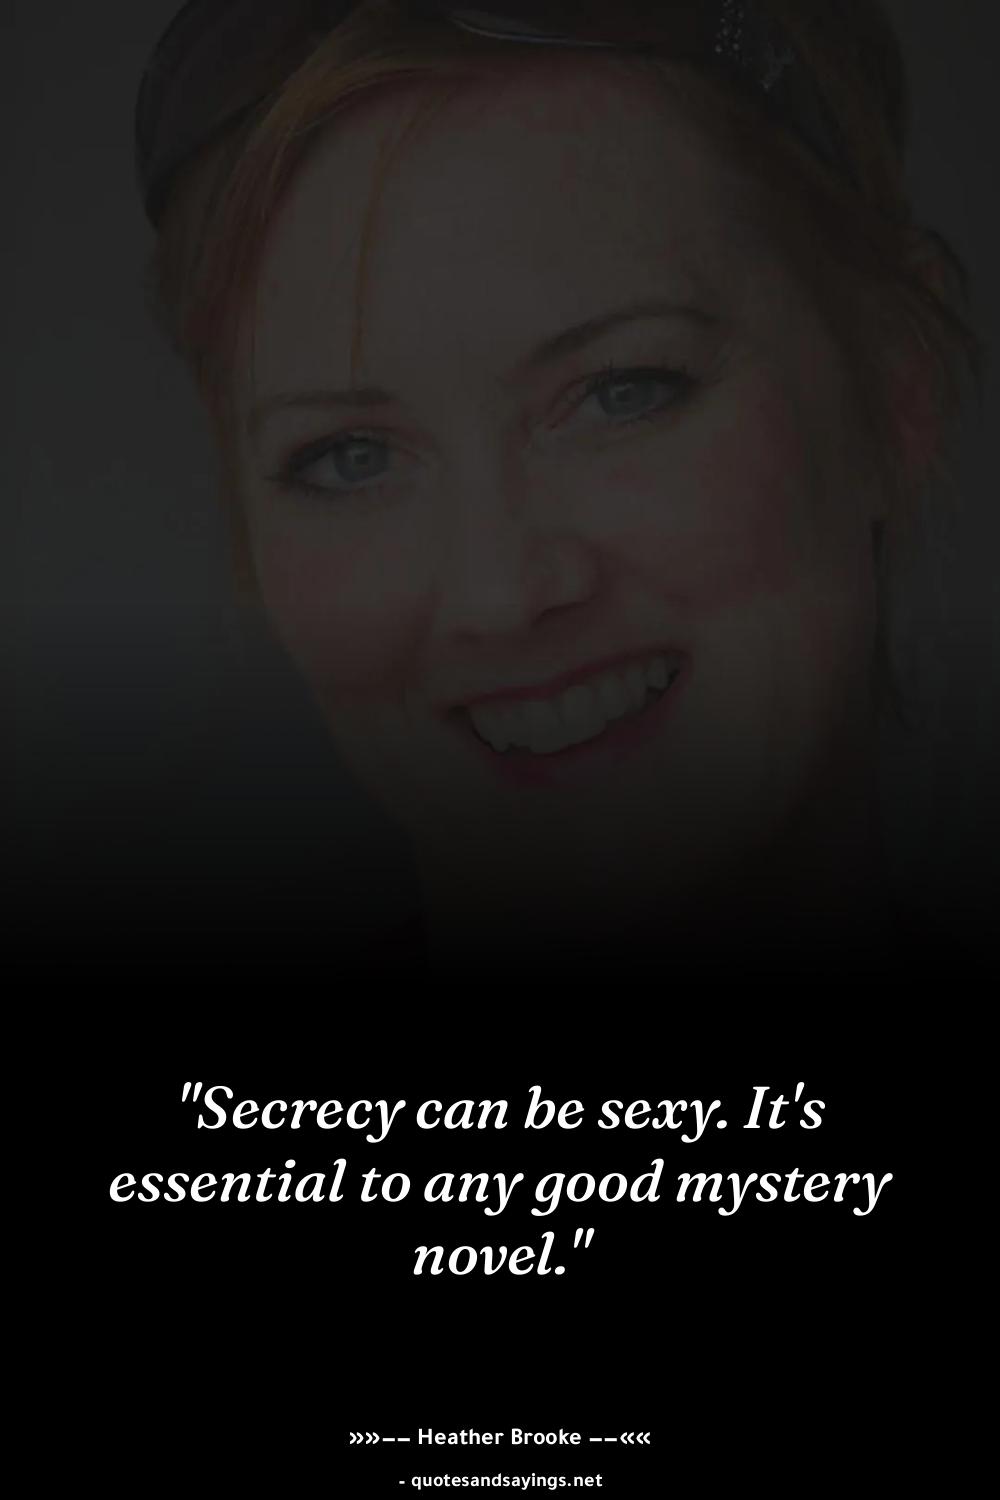 "Secrecy can be sexy. It's
essential to any good mystery
novel."
»»−− Heather Brooke −−««
- quotesandsayings.net